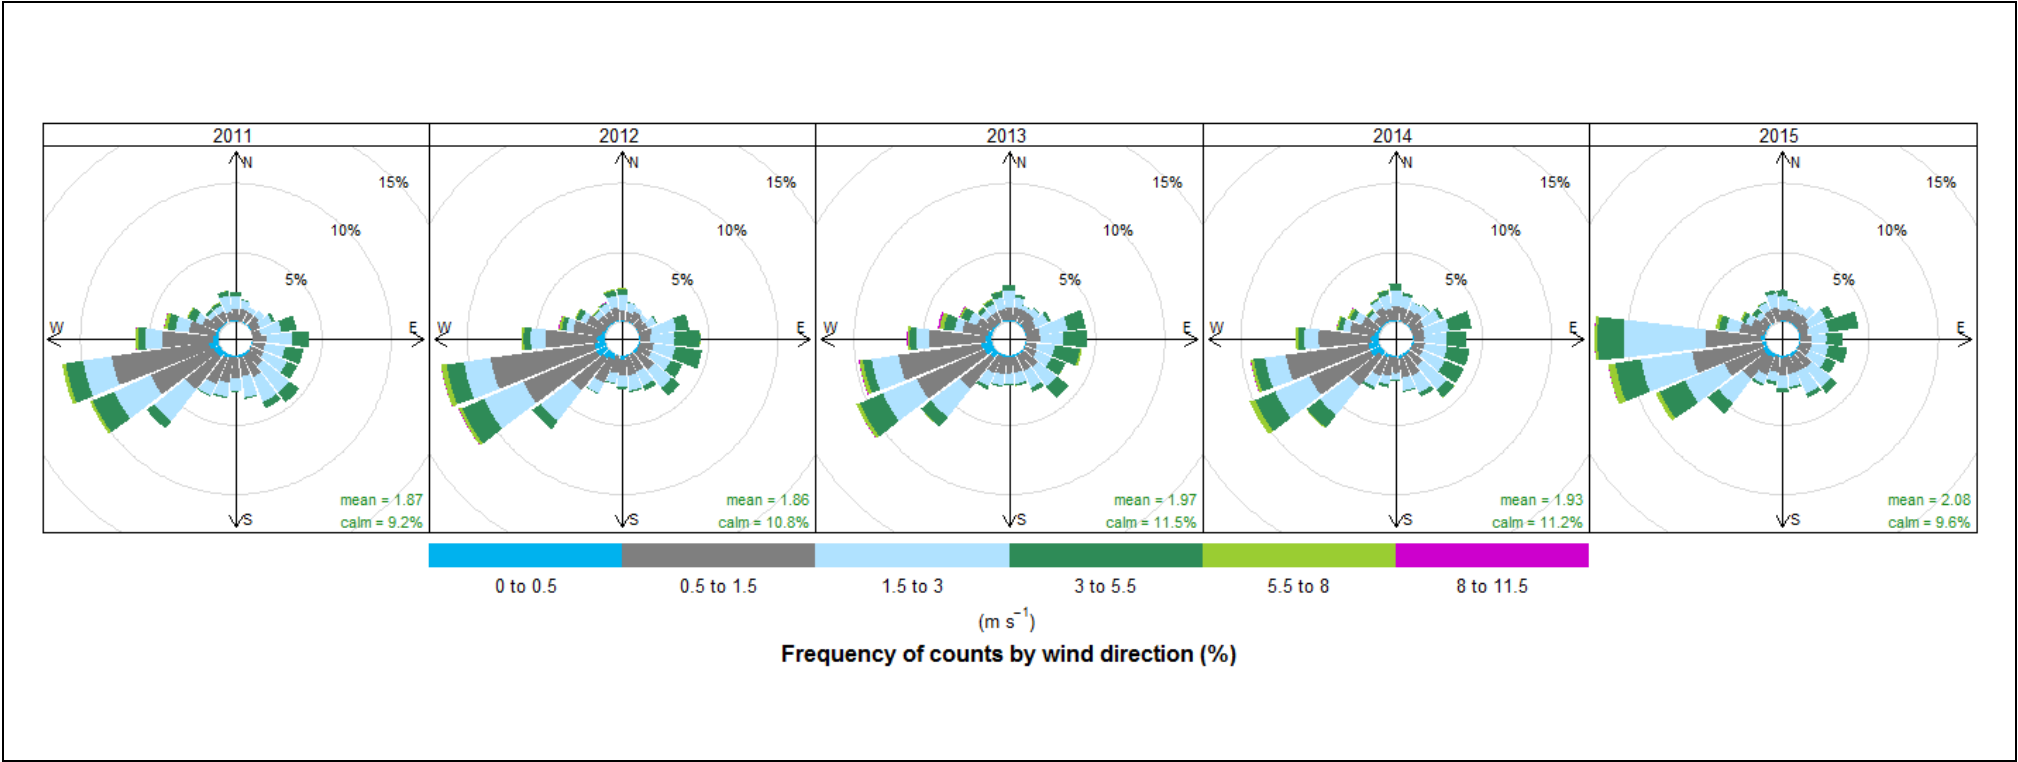 2011 2012 2013 2014 2015
N N N N N
15% 15% 15% 15% 15%
10% 10% 10% 10% 10%
5% 5% 5% 5% 5%
W E W E W E W E E
mean = 1.87 mean = 1.86 mean = 1.97 mean = 1.93 mean = 2.08
S S S S S
calm = 9.2% calm = 10.8% calm = 11.5% calm = 11.2% calm = 9.6%
0 to 0.5 0.5 to 1.5 1.5 to 3 3 to 5.5 5.5 to 8 8 to 11.5
(m s⁻¹)
Frequency of counts by wind direction (%)